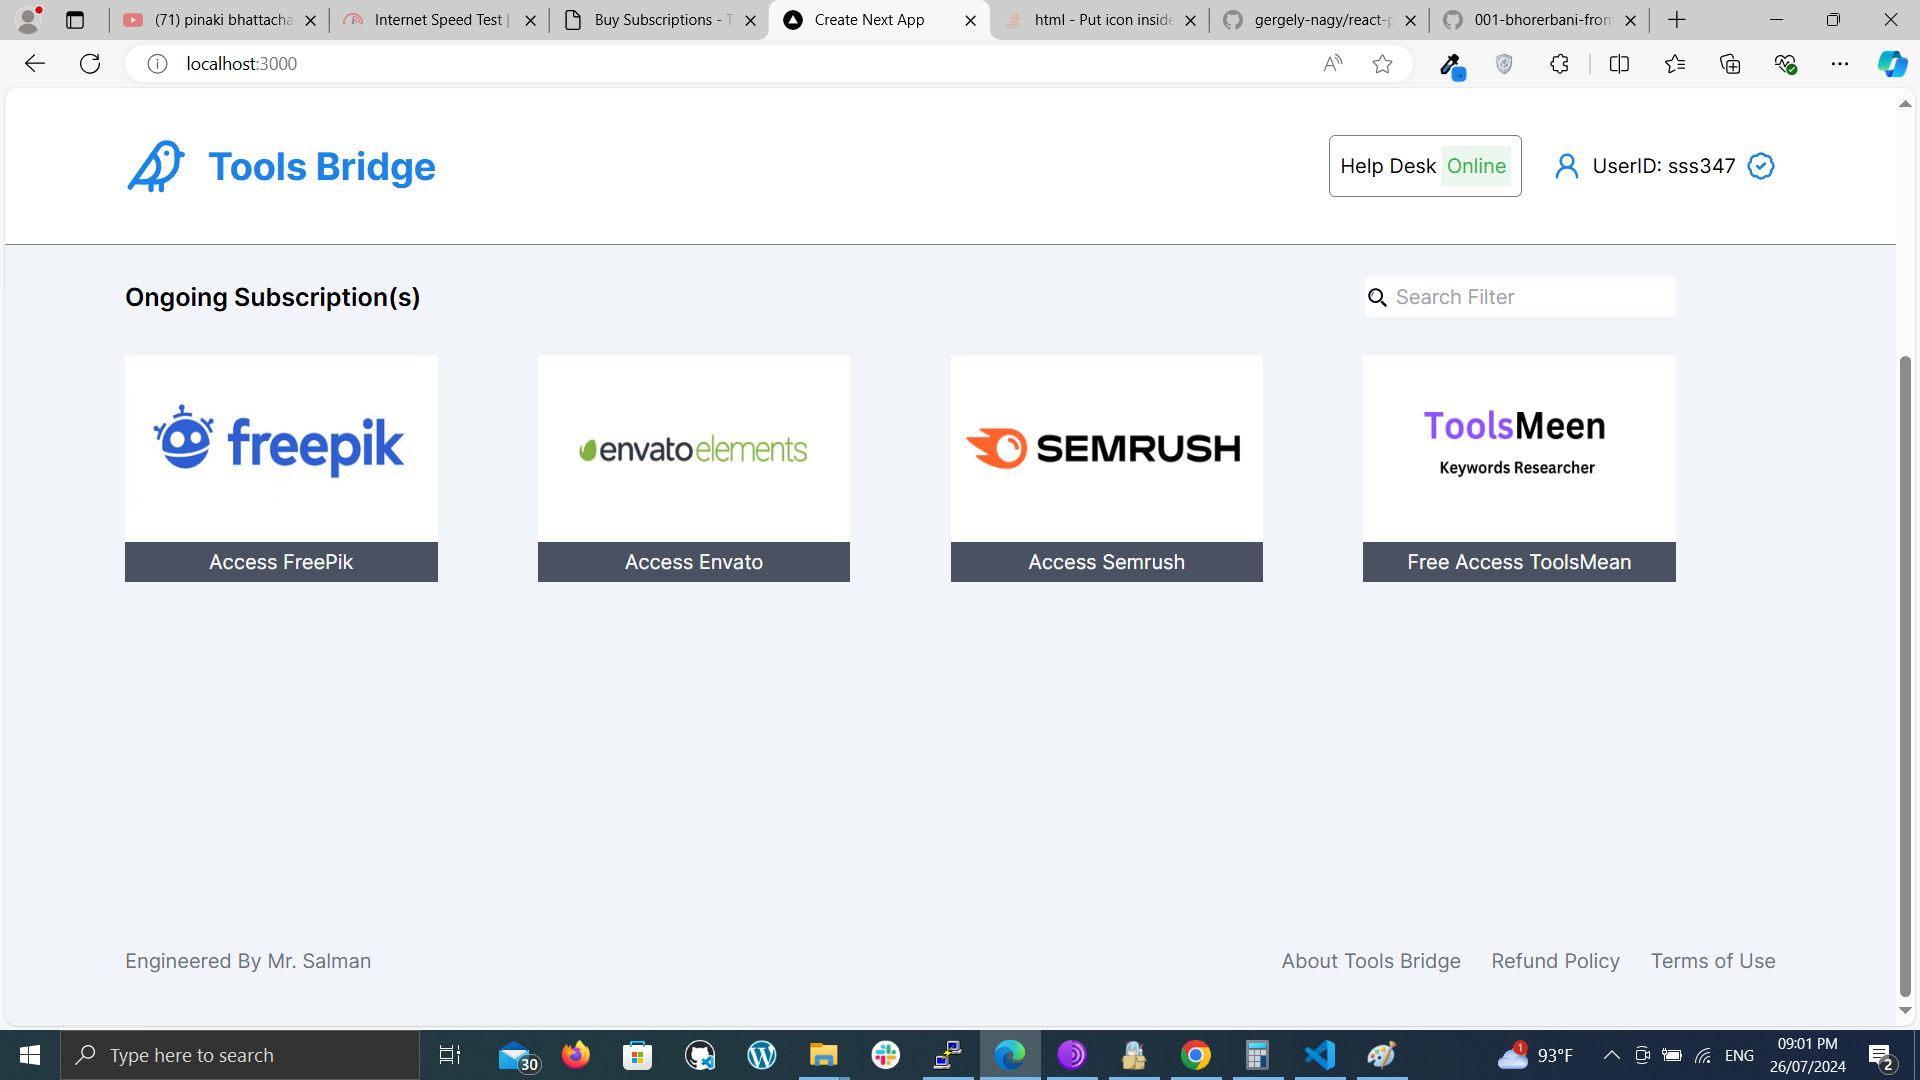 (71) pinaki bhattacha
Internet Speed Test |
Buy Subscriptions - T
Create Next App
html - Put icon inside
gergely-nagy/react-p
001-bhorerbani-fron
localhost:3000
Tools Bridge
Help Desk Online
UserID: sss347
Ongoing Subscription(s)
Search Filter
freepik
envato elements
SEMRUSH
ToolsMeen
Keywords Researcher
Access FreePik
Access Envato
Access Semrush
Free Access ToolsMean
Engineered By Mr. Salman
About Tools Bridge
Refund Policy
Terms of Use
Type here to search
30
1
93°F
ENG
09:01 PM
26/07/2024
2